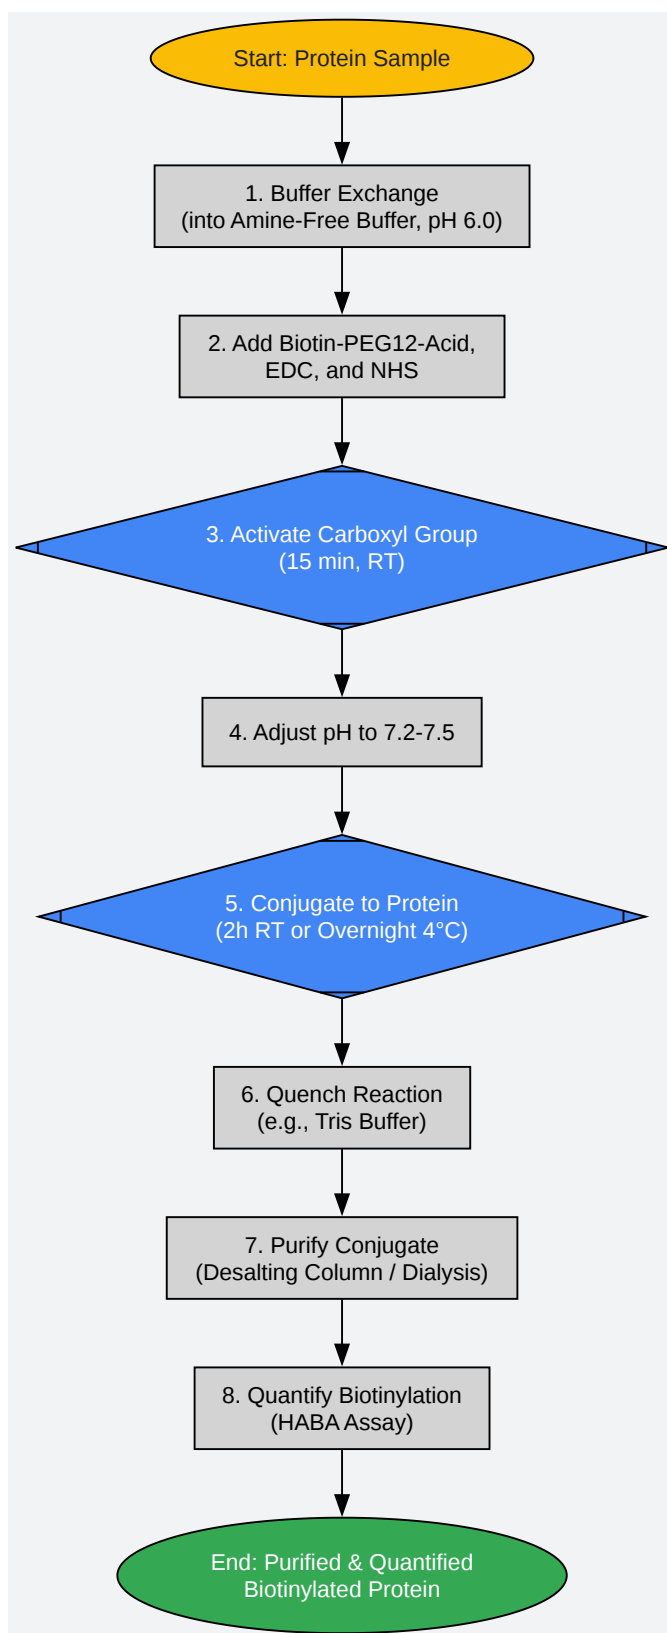 Start: Protein Sample
1. Buffer Exchange
(into Amine-Free Buffer, pH 6.0)
2. Add Biotin-PEG12-Acid,
EDC, and NHS
3. Activate Carboxyl Group
(15 min, RT)
4. Adjust pH to 7.2-7.5
5. Conjugate to Protein
(2h RT or Overnight 4°C)
6. Quench Reaction
(e.g., Tris Buffer)
7. Purify Conjugate
(Desalting Column / Dialysis)
8. Quantify Biotinylation
(HABA Assay)
End: Purified & Quantified
Biotinylated Protein